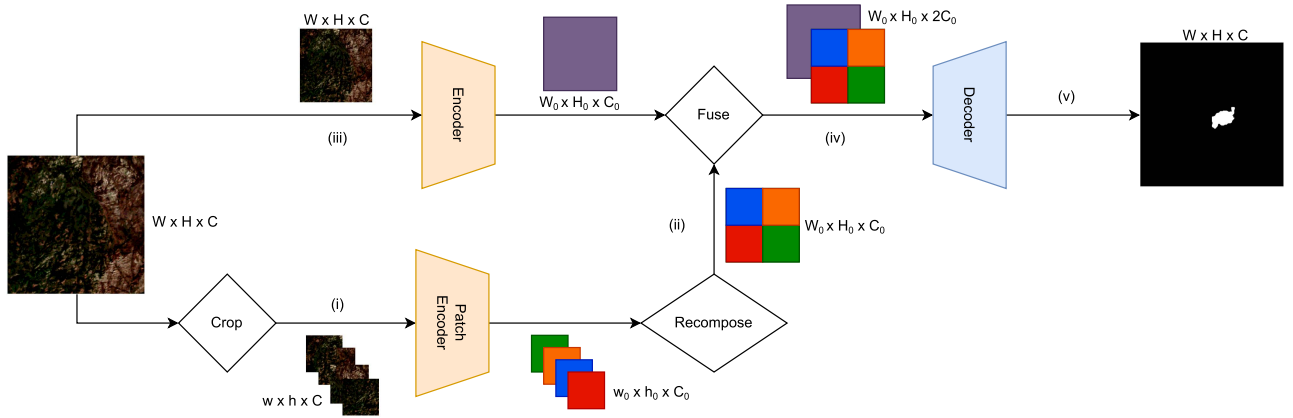 W x H x C
W₀ x H₀ x 2C₀
W x H x C
Encoder
W₀ x H₀ x C₀
Fuse
Decoder
(v)
(iii)
(iv)
W x H x C
(ii)
W₀ x H₀ x C₀
(i)
Crop
Patch
Encoder
Recompose
w x h x C
w₀ x h₀ x C₀